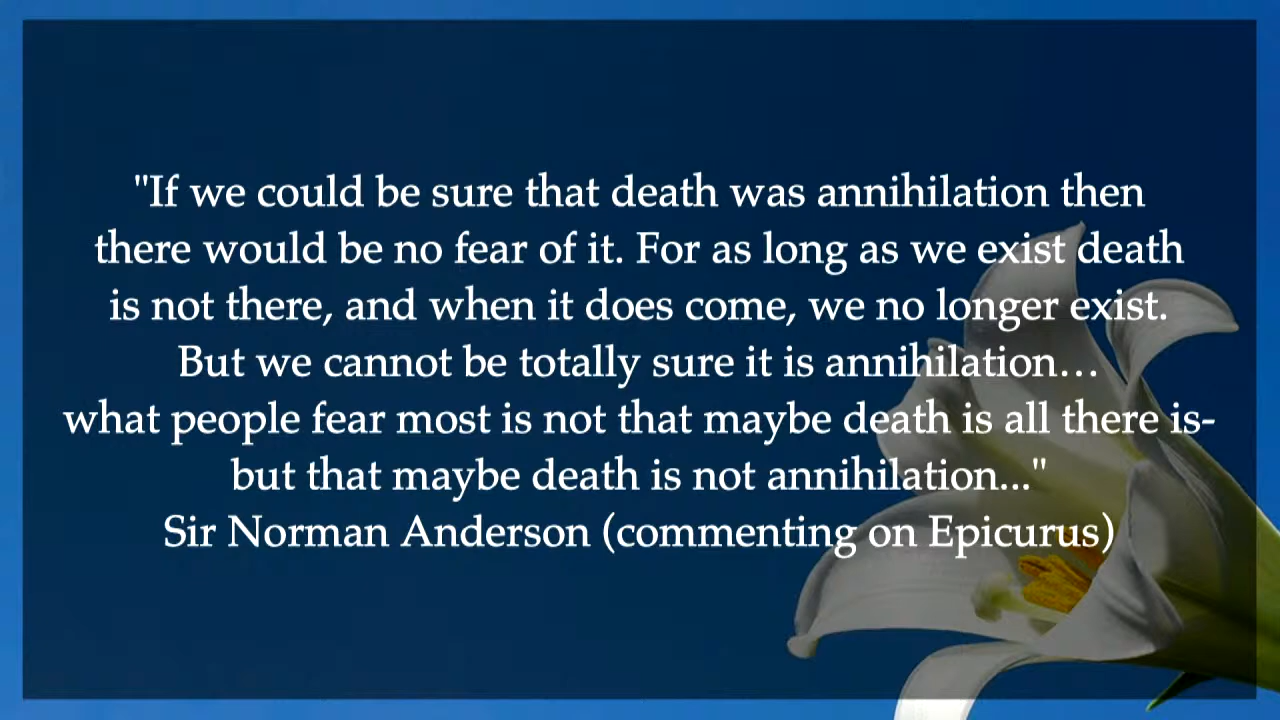 "If we could be sure that death was annihilation then
there would be no fear of it. For as long as we exist death
is not there, and when it does come, we no longer exist.
But we cannot be totally sure it is annihilation…
what people fear most is not that maybe death is all there is-
but that maybe death is not annihilation..."
Sir Norman Anderson (commenting on Epicurus)